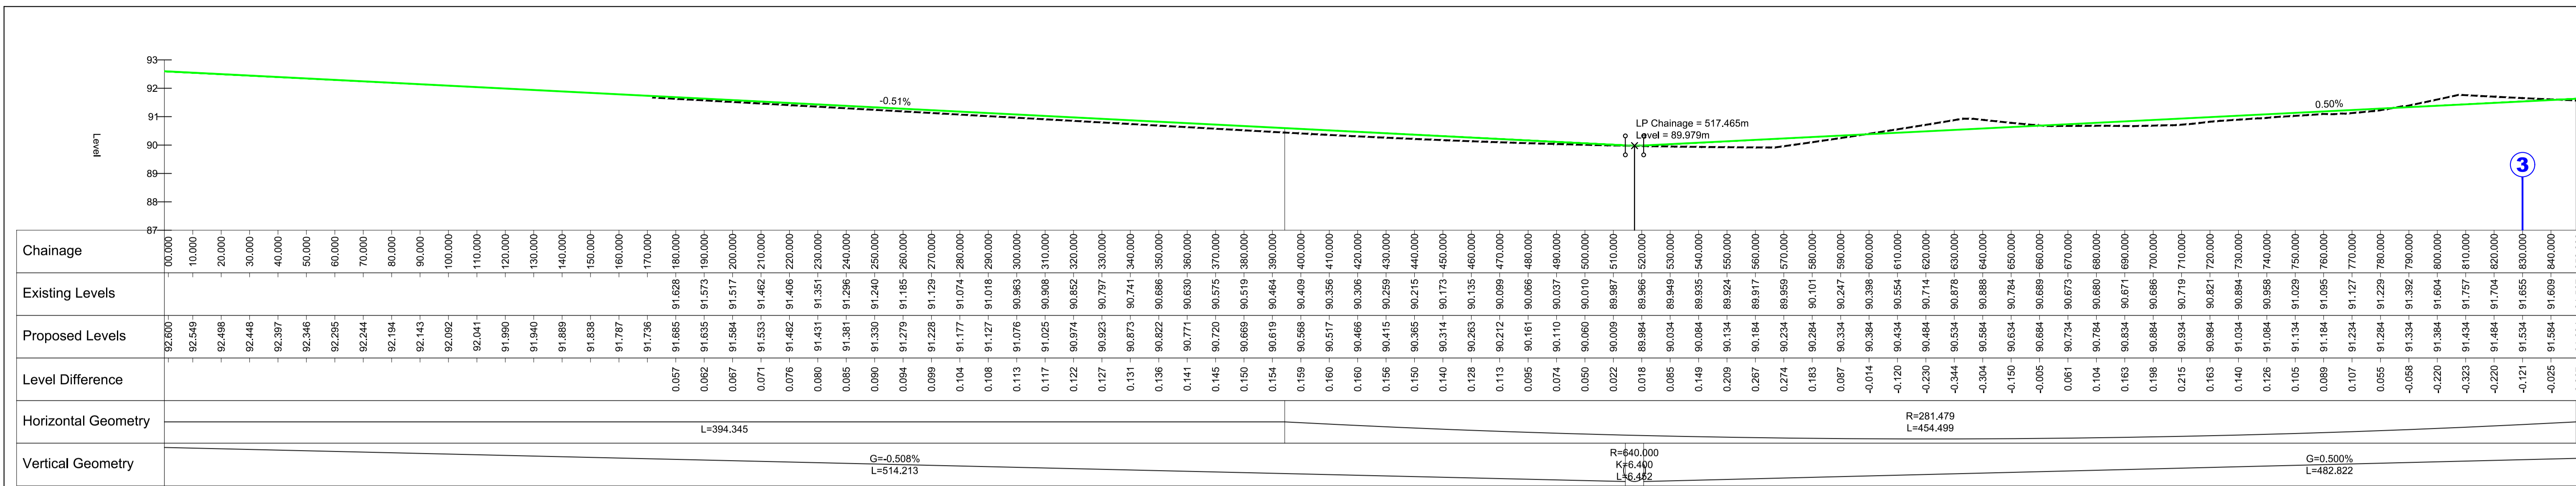 93
92
91
90
89
88
87
Level
-0.51%
LP Chainage = 517.465m
Level = 89.979m
0.50%
3
Chainage
00.000 10.000 20.000 30.000 40.000 50.000 60.000 70.000 80.000 90.000 100.000 110.000 120.000 130.000 140.000 150.000 160.000 170.000 180.000 190.000 200.000 210.000 220.000 230.000 240.000 250.000 260.000 270.000 280.000 290.000 300.000 310.000 320.000 330.000 340.000 350.000 360.000 370.000 380.000 390.000 400.000 410.000 420.000 430.000 440.000 450.000 460.000 470.000 480.000 490.000 500.000 510.000 520.000 530.000 540.000 550.000 560.000 570.000 580.000 590.000 600.000 610.000 620.000 630.000 640.000 650.000 660.000 670.000 680.000 690.000 700.000 710.000 720.000 730.000 740.000 750.000 760.000 770.000 780.000 790.000 800.000 810.000 820.000 830.000 840.000
Existing Levels
91.628 91.573 91.517 91.462 91.406 91.351 91.296 91.240 91.185 91.129 91.074 91.018 90.963 90.908 90.852 90.797 90.741 90.686 90.630 90.575 90.519 90.464 90.409 90.356 90.306 90.259 90.215 90.173 90.135 90.099 90.066 90.037 90.010 89.987 89.966 89.949 89.935 89.924 89.917 89.959 90.101 90.247 90.398 90.554 90.714 90.878 90.888 90.784 90.689 90.673 90.680 90.671 90.686 90.719 90.821 90.894 90.958 91.029 91.095 91.127 91.229 91.392 91.604 91.757 91.704 91.655 91.609
Proposed Levels
92.600 92.549 92.498 92.448 92.397 92.346 92.295 92.244 92.194 92.143 92.092 92.041 91.990 91.940 91.889 91.838 91.787 91.736 91.685 91.635 91.584 91.533 91.482 91.431 91.381 91.330 91.279 91.228 91.177 91.127 91.076 91.025 90.974 90.923 90.873 90.822 90.771 90.720 90.669 90.619 90.568 90.517 90.466 90.415 90.365 90.314 90.263 90.212 90.161 90.110 90.060 90.009 89.984 90.034 90.084 90.134 90.184 90.234 90.284 90.334 90.384 90.434 90.484 90.534 90.584 90.634 90.684 90.734 90.784 90.834 90.884 90.934 90.984 91.034 91.084 91.134 91.184 91.234 91.284 91.334 91.384 91.434 91.484 91.534 91.584
Level Difference
0.057 0.062 0.067 0.071 0.076 0.080 0.085 0.090 0.094 0.099 0.104 0.108 0.113 0.117 0.122 0.127 0.131 0.136 0.141 0.145 0.150 0.154 0.159 0.160 0.160 0.156 0.150 0.140 0.128 0.113 0.095 0.074 0.050 0.022 0.018 0.085 0.149 0.209 0.267 0.274 0.183 0.087 -0.014 -0.120 -0.230 -0.344 -0.304 -0.150 -0.005 0.061 0.104 0.163 0.198 0.215 0.163 0.140 0.126 0.105 0.089 0.107 0.055 -0.058 -0.220 -0.323 -0.220 -0.121 -0.025
Horizontal Geometry
L=394.345
R=281.479
L=454.499
Vertical Geometry
G=-0.508%
L=514.213
R=640.000
K=6.400
L=6.452
G=0.500%
L=482.822